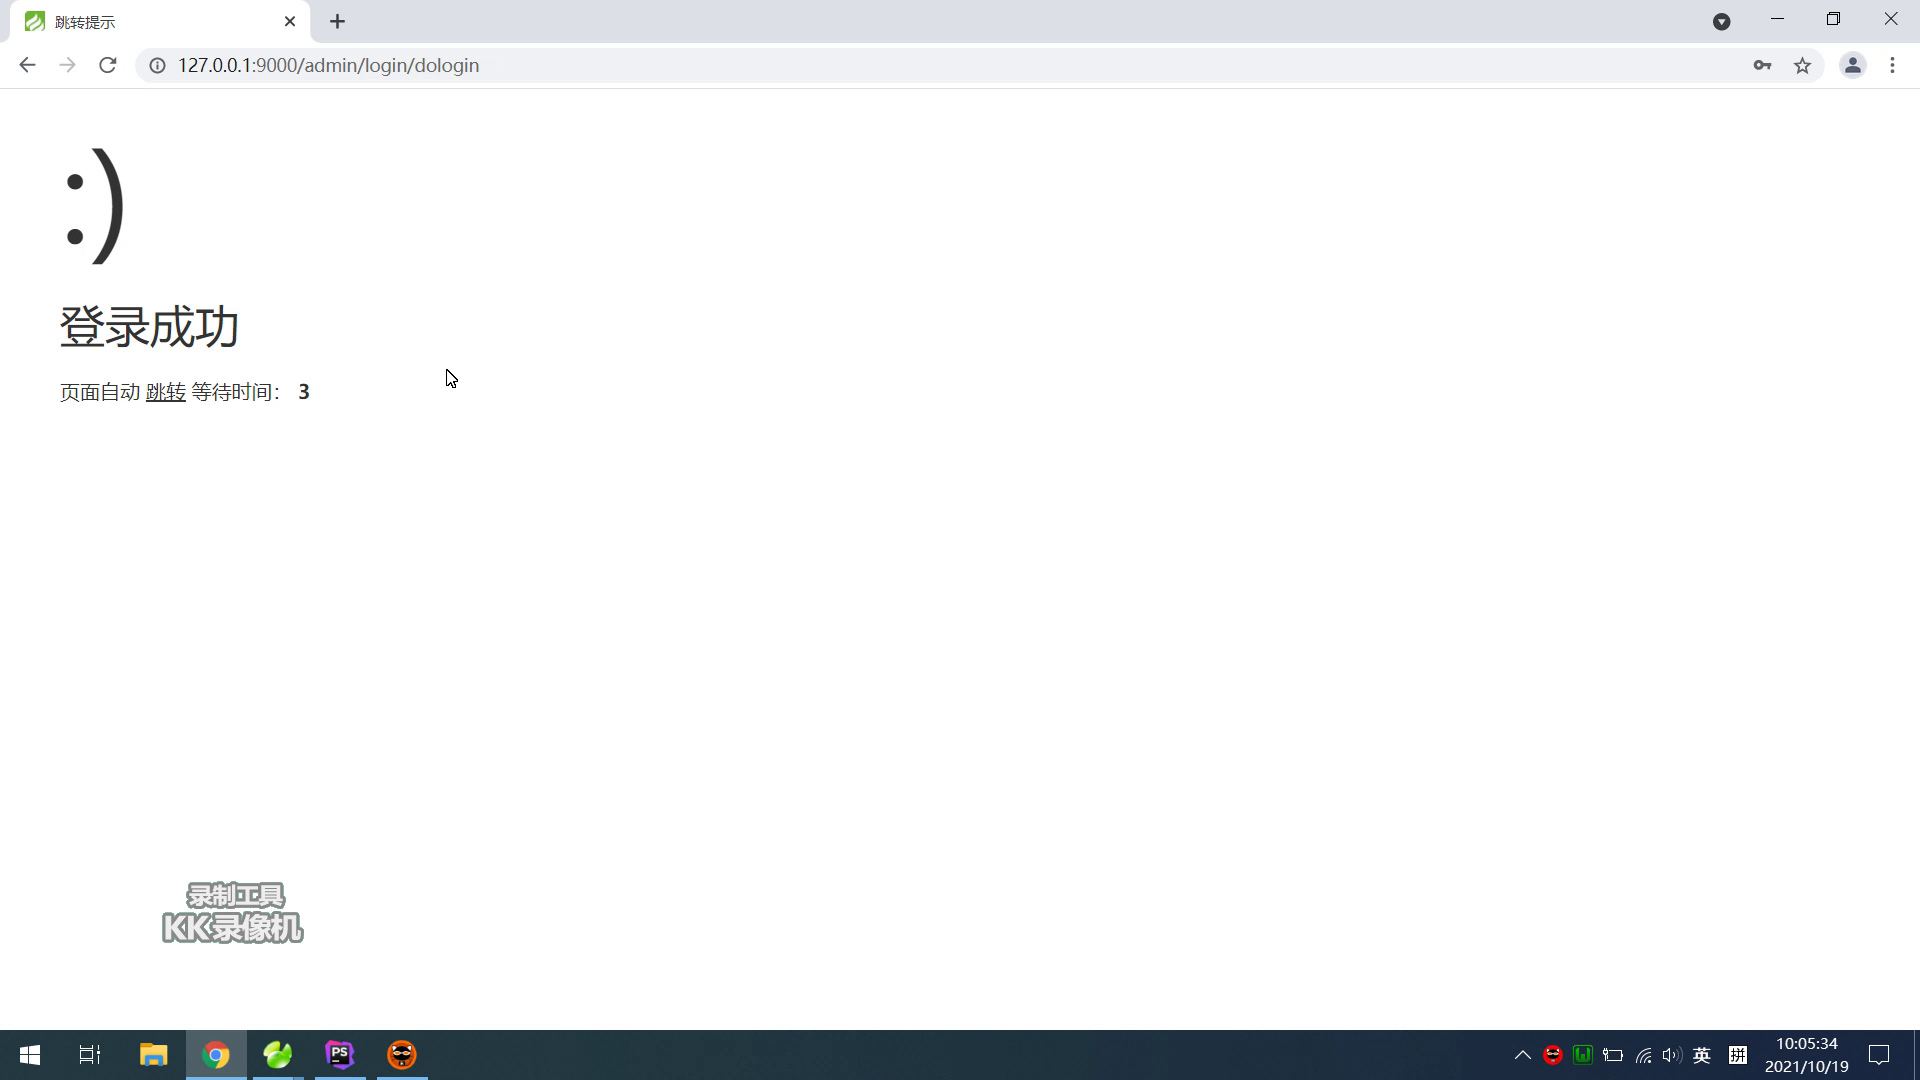 跳转提示
127.0.0.1:9000/admin/login/dologin
:)
登录成功
页面自动 跳转 等待时间： 3
录制工具
KK录像机
PS
英
拼
10:05:34
2021/10/19